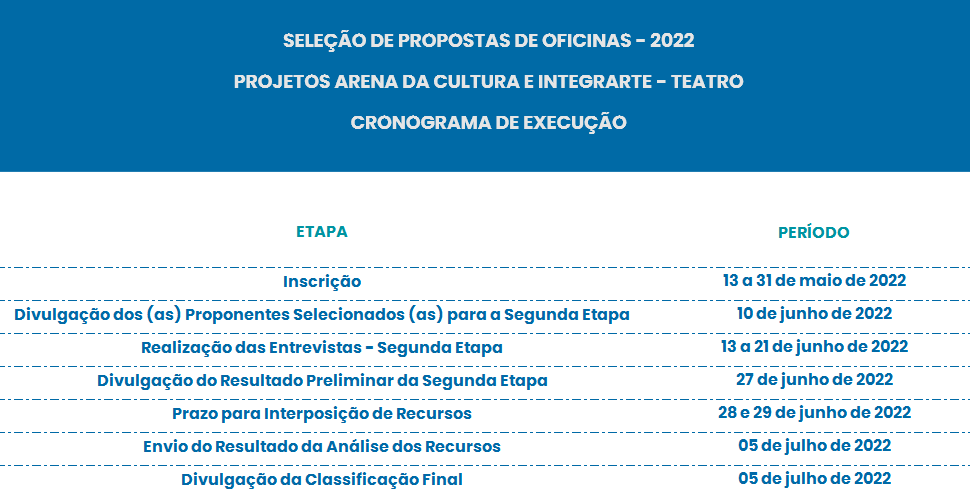 SELEÇÃO DE PROPOSTAS DE OFICINAS - 2022
PROJETOS ARENA DA CULTURA E INTEGRARTE - TEATRO
CRONOGRAMA DE EXECUÇÃO
ETAPA PERÍODO
Inscrição 13 a 31 de maio de 2022
Divulgação dos (as) Proponentes Selecionados (as) para a Segunda Etapa 10 de junho de 2022
Realização das Entrevistas - Segunda Etapa 13 a 21 de junho de 2022
Divulgação do Resultado Preliminar da Segunda Etapa 27 de junho de 2022
Prazo para Interposição de Recursos 28 e 29 de junho de 2022
Envio do Resultado da Análise dos Recursos 05 de julho de 2022
Divulgação da Classificação Final 05 de julho de 2022